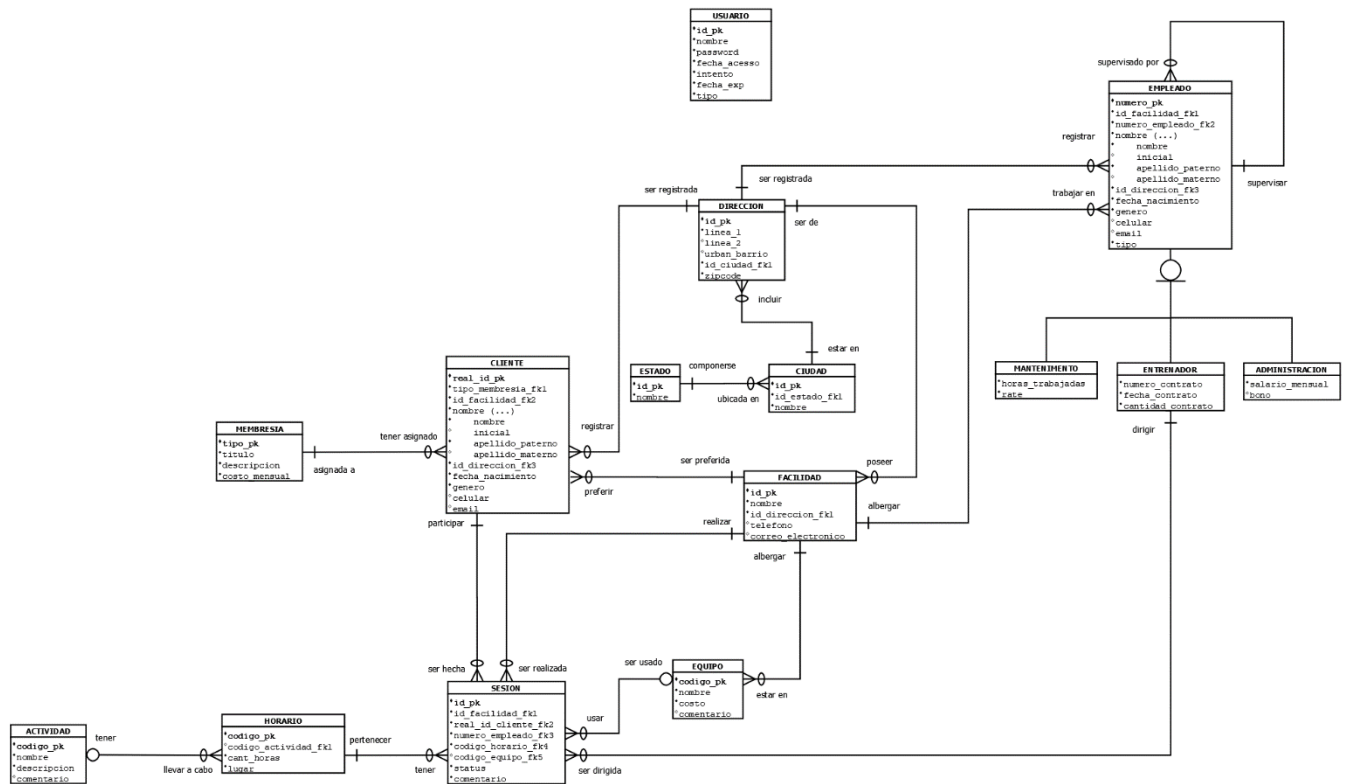 USUARIO
*id_pk
*nombre
*password
*fecha_acesso
*intento
*fecha_exp
*tipo
supervisado por
EMPLEADO
*numero_pk
*id_facilidad_fk1
*numero_empleado_fk2
*nombre (...)
* nombre
° inicial
* apellido_paterno
° apellido_materno
*id_direccion_fk3
*fecha_nacimiento
*genero
°celular
°email
*tipo
registrar
supervisar
trabajar en
ser registrada
ser registrada
DIRECCION
*id_pk
*linea_1
°linea_2
°urban_barrio
*id_ciudad_fk1
*zipcode
ser de
incluir
estar en
ESTADO
*id_pk
*nombre
componerse
ubicada en
CIUDAD
*id_pk
*id_estado_fk1
*nombre
MANTENIMIENTO
*horas_trabajadas
*rate
ENTRENADOR
*numero_contrato
*fecha_contrato
*cantidad_contrato
ADMINISTRACION
*salario_mensual
°bono
dirigir
CLIENTE
*real_id_pk
*tipo_membresia_fk1
*id_facilidad_fk2
*nombre (...)
* nombre
° inicial
* apellido_paterno
° apellido_materno
*id_direccion_fk3
*fecha_nacimiento
*genero
°celular
°email
MEMBRESIA
*tipo_pk
*titulo
*descripcion
*costo_mensual
tener asignado
asignada a
registrar
ser preferida
preferir
poseer
FACILIDAD
*id_pk
*nombre
*id_direccion_fk1
°telefono
°correo_electronico
albergar
participar
realizar
albergar
ser hecha
ser realizada
ser usado
EQUIPO
*codigo_pk
*nombre
*costo
°comentario
estar en
SESION
*id_pk
*id_facilidad_fk1
*real_id_cliente_fk2
*numero_empleado_fk3
*codigo_horario_fk4
°codigo_equipo_fk5
*status
*comentario
usar
ser dirigida
ACTIVIDAD
*codigo_pk
*nombre
*descripcion
°comentario
tener
llevar a cabo
HORARIO
*codigo_pk
°codigo_actividad_fk1
*cant_horas
*lugar
pertenecer
tener